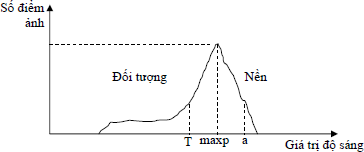 Số điểm
ảnh
Đối tượng
Nền
T
maxp
a
Giá trị độ sáng